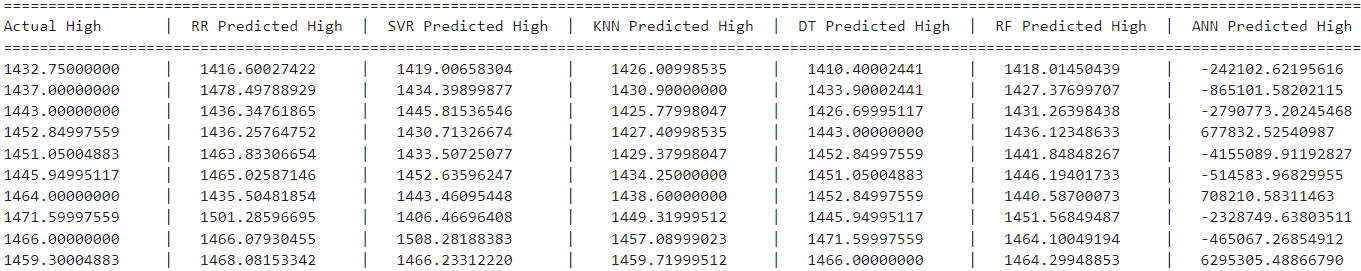 Actual High | RR Predicted High | SVR Predicted High | KNN Predicted High | DT Predicted High | RF Predicted High | ANN Predicted High
1432.75000000 | 1416.60027422 | 1419.00658304 | 1426.00998535 | 1410.40002441 | 1418.01450439 | -242102.62195616
1437.00000000 | 1478.49788929 | 1434.39899877 | 1430.90000000 | 1433.90002441 | 1427.37699707 | -865101.58202115
1443.00000000 | 1436.34761865 | 1445.81536546 | 1425.77998047 | 1426.69995117 | 1431.26398438 | -2790773.20245468
1452.84997559 | 1436.25764752 | 1430.71326674 | 1427.40998535 | 1443.00000000 | 1436.12348633 | 677832.52540987
1451.05004883 | 1463.83306654 | 1433.50725077 | 1429.37998047 | 1452.84997559 | 1441.84848267 | -4155089.91192827
1445.94995117 | 1465.02587146 | 1452.63596247 | 1434.25000000 | 1451.05004883 | 1446.19401733 | -514583.96829955
1464.00000000 | 1435.50481854 | 1443.46095448 | 1438.60000000 | 1452.84997559 | 1440.58700073 | 708210.58311463
1471.59997559 | 1501.28596695 | 1406.46696408 | 1449.31999512 | 1445.94995117 | 1451.56849487 | -2328749.63803511
1466.00000000 | 1466.07930455 | 1508.28188383 | 1457.08999023 | 1471.59997559 | 1464.10049194 | -465067.26854912
1459.30004883 | 1468.08153342 | 1466.23312220 | 1459.71999512 | 1466.00000000 | 1464.29948853 | 6295305.48866790